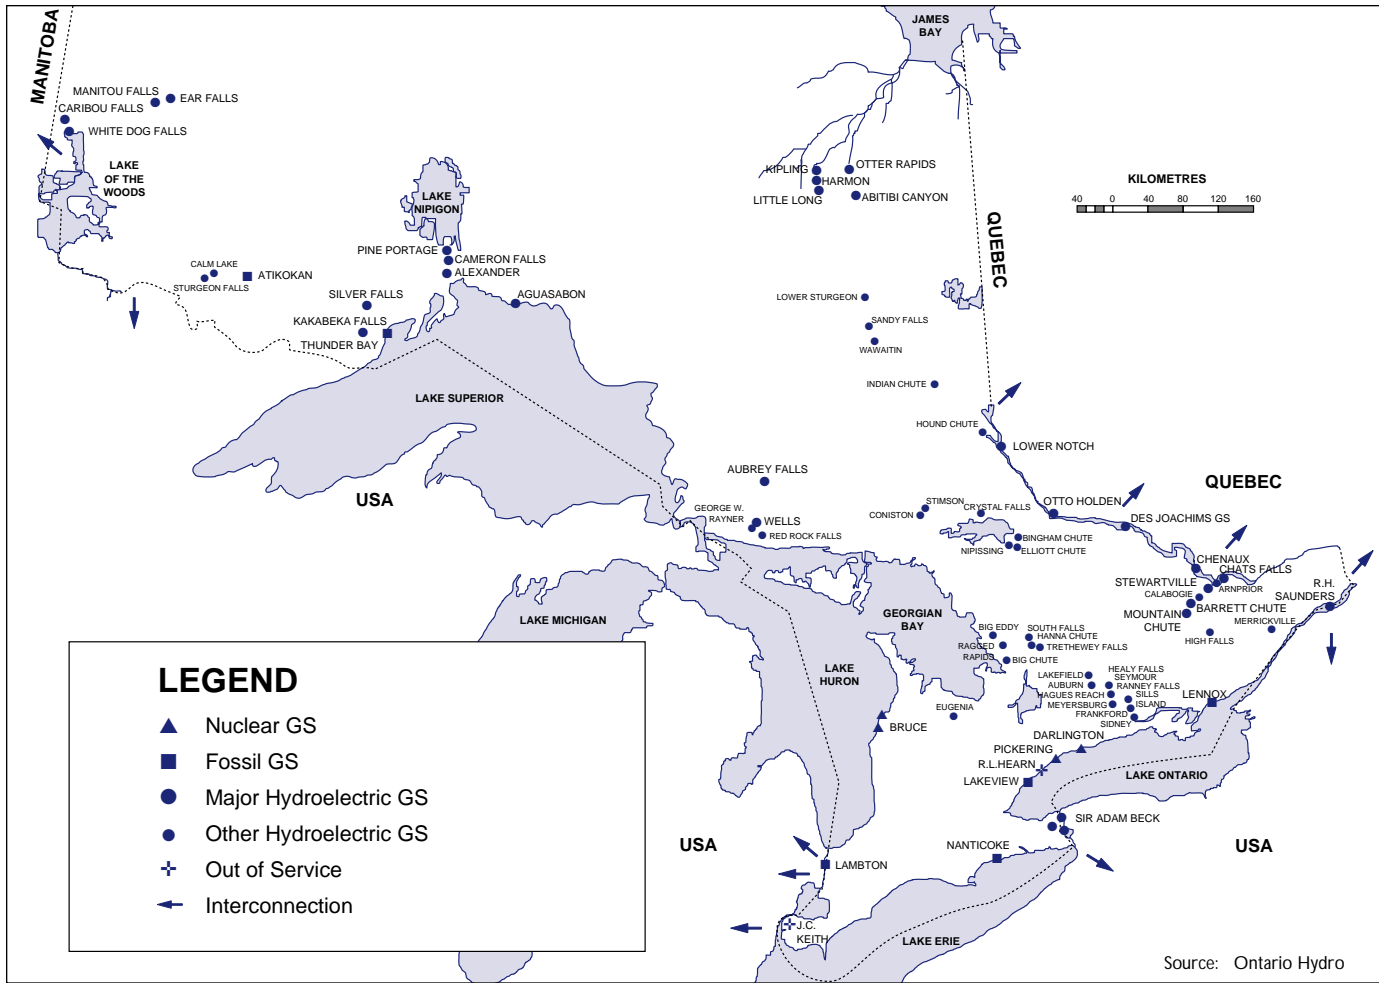 JAMES
BAY
MANITOBA
MANITOU FALLS
EAR FALLS
CARIBOU FALLS
WHITE DOG FALLS
LAKE
OF THE
WOODS
KIPLING
OTTER RAPIDS
HARMON
LITTLE LONG
ABITIBI CANYON
KILOMETRES
40 0 80 120 160
LAKE
NIPIGON
QUEBEC
PINE PORTAGE
CAMERON FALLS
ALEXANDER
CALM LAKE
STURGEON FALLS
ATIKOKAN
SILVER FALLS
AGUASABON
KAKABEKA FALLS
THUNDER BAY
LOWER STURGEON
SANDY FALLS
WAWAITIN
INDIAN CHUTE
LAKE SUPERIOR
HOUND CHUTE
LOWER NOTCH
USA
AUBREY FALLS
QUEBEC
GEORGE W.
RAYNER
WELLS
RED ROCK FALLS
STIMSON
CONISTON
CRYSTAL FALLS
OTTO HOLDEN
DES JOACHIMS GS
BINGHAM CHUTE
NIPISSING
ELLIOTT CHUTE
CHENAUX
CHATS FALLS
STEWARTVILLE
ARNPRIOR
CALABOGIE
BARRETT CHUTE
MOUNTAIN
CHUTE
R.H.
SAUNDERS
MERRICKVILLE
HIGH FALLS
LAKE MICHIGAN
GEORGIAN
BAY
BIG EDDY
SOUTH FALLS
HANNA CHUTE
RAGGED
RAPIDS
TRETHEWEY FALLS
BIG CHUTE
LAKE
HURON
LAKEFIELD
HEALY FALLS
SEYMOUR
AUBURN
RANNEY FALLS
HAGUES REACH
SILLS
MEYERSBURG
ISLAND
FRANKFORD
SIDNEY
LENNOX
EUGENIA
BRUCE
DARLINGTON
PICKERING
R.L.HEARN
LAKEVIEW
LAKE ONTARIO
SIR ADAM BECK
USA
USA
NANTICOKE
LAMBTON
J.C.
KEITH
LAKE ERIE
LEGEND
Nuclear GS
Fossil GS
Major Hydroelectric GS
Other Hydroelectric GS
Out of Service
Interconnection
Source: Ontario Hydro